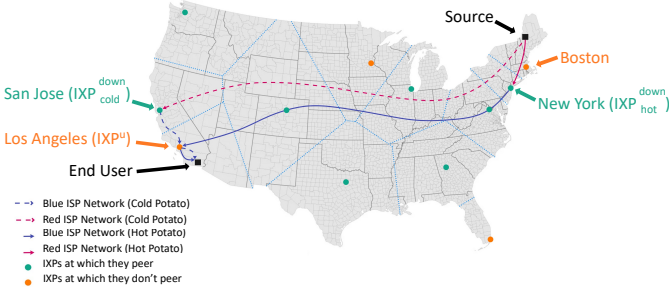 Source
Boston
San Jose (IXP down cold)
New York (IXP down hot)
Los Angeles (IXPᵘ)
End User
Blue ISP Network (Cold Potato)
Red ISP Network (Cold Potato)
Blue ISP Network (Hot Potato)
Red ISP Network (Hot Potato)
IXPs at which they peer
IXPs at which they don't peer